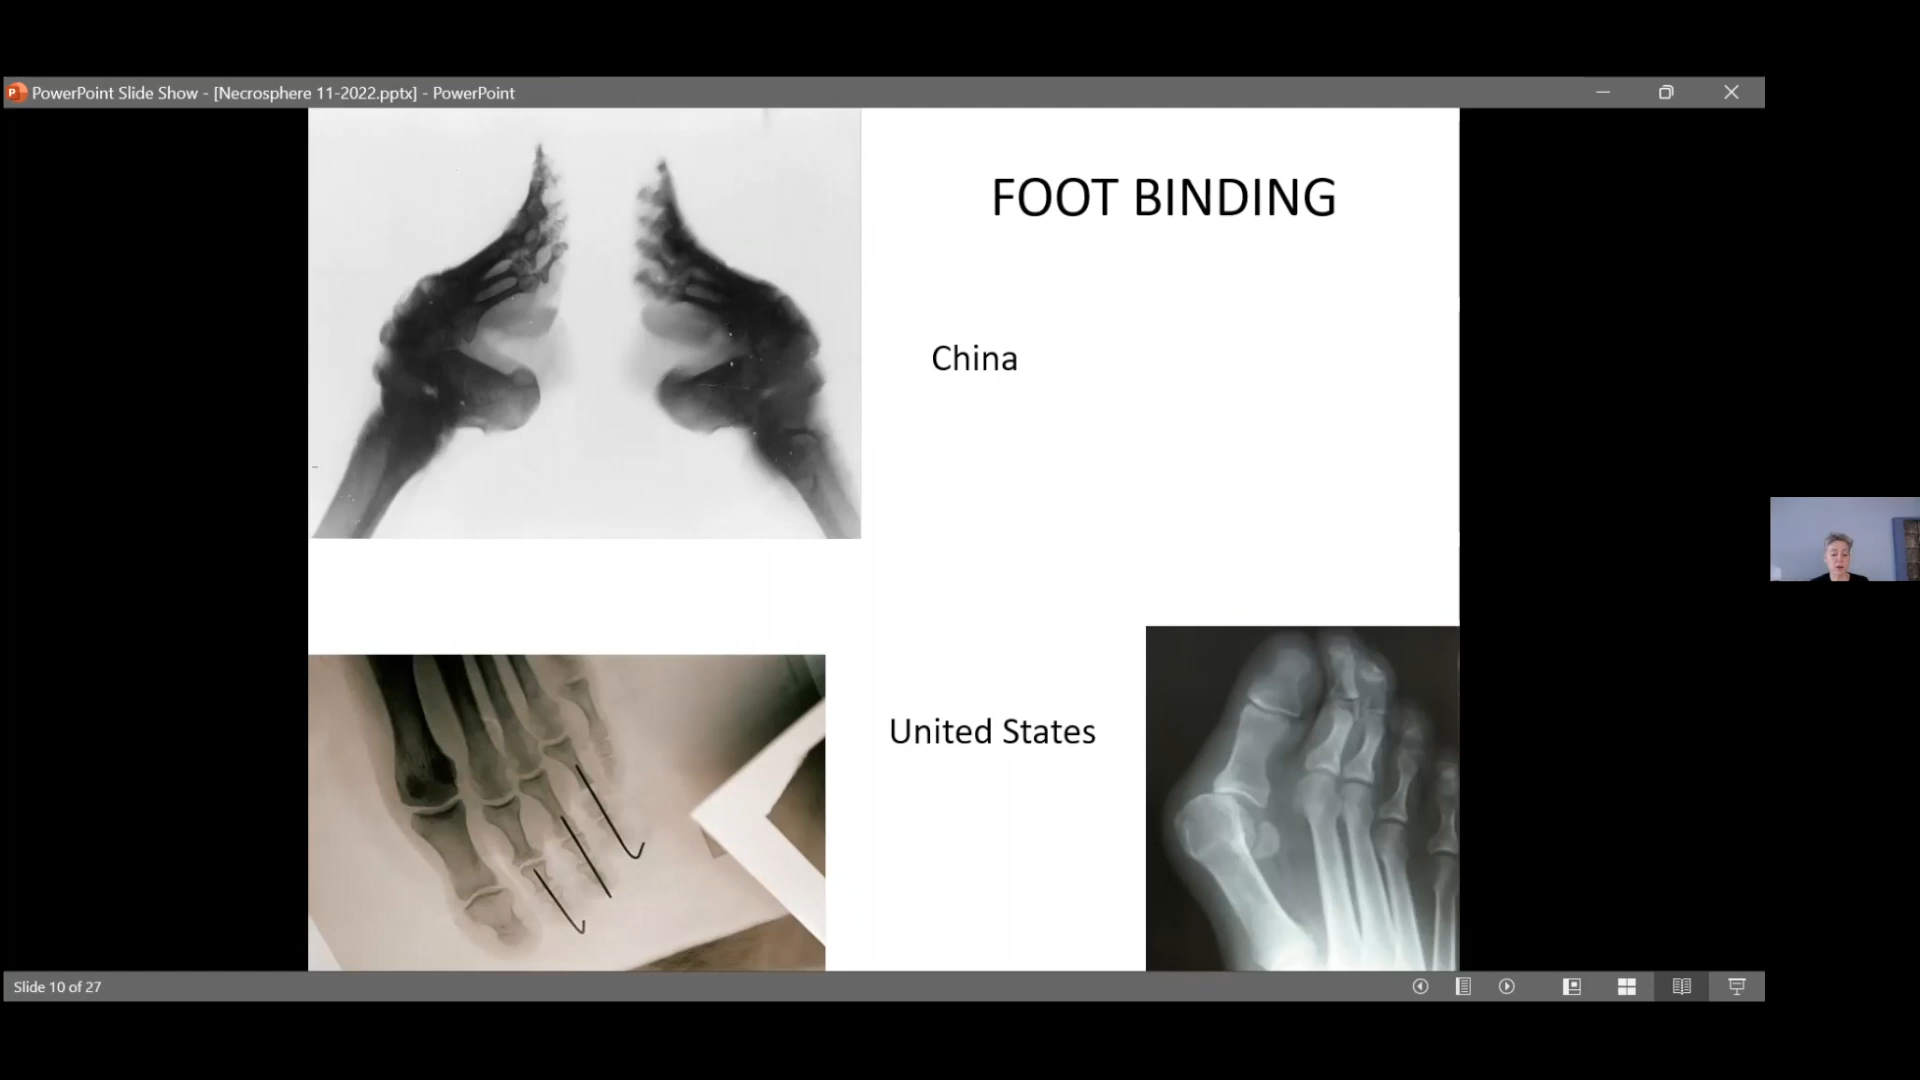 PowerPoint Slide Show - [Necrosphere 11-2022.pptx] - PowerPoint
FOOT BINDING
China
United States
Slide 10 of 27